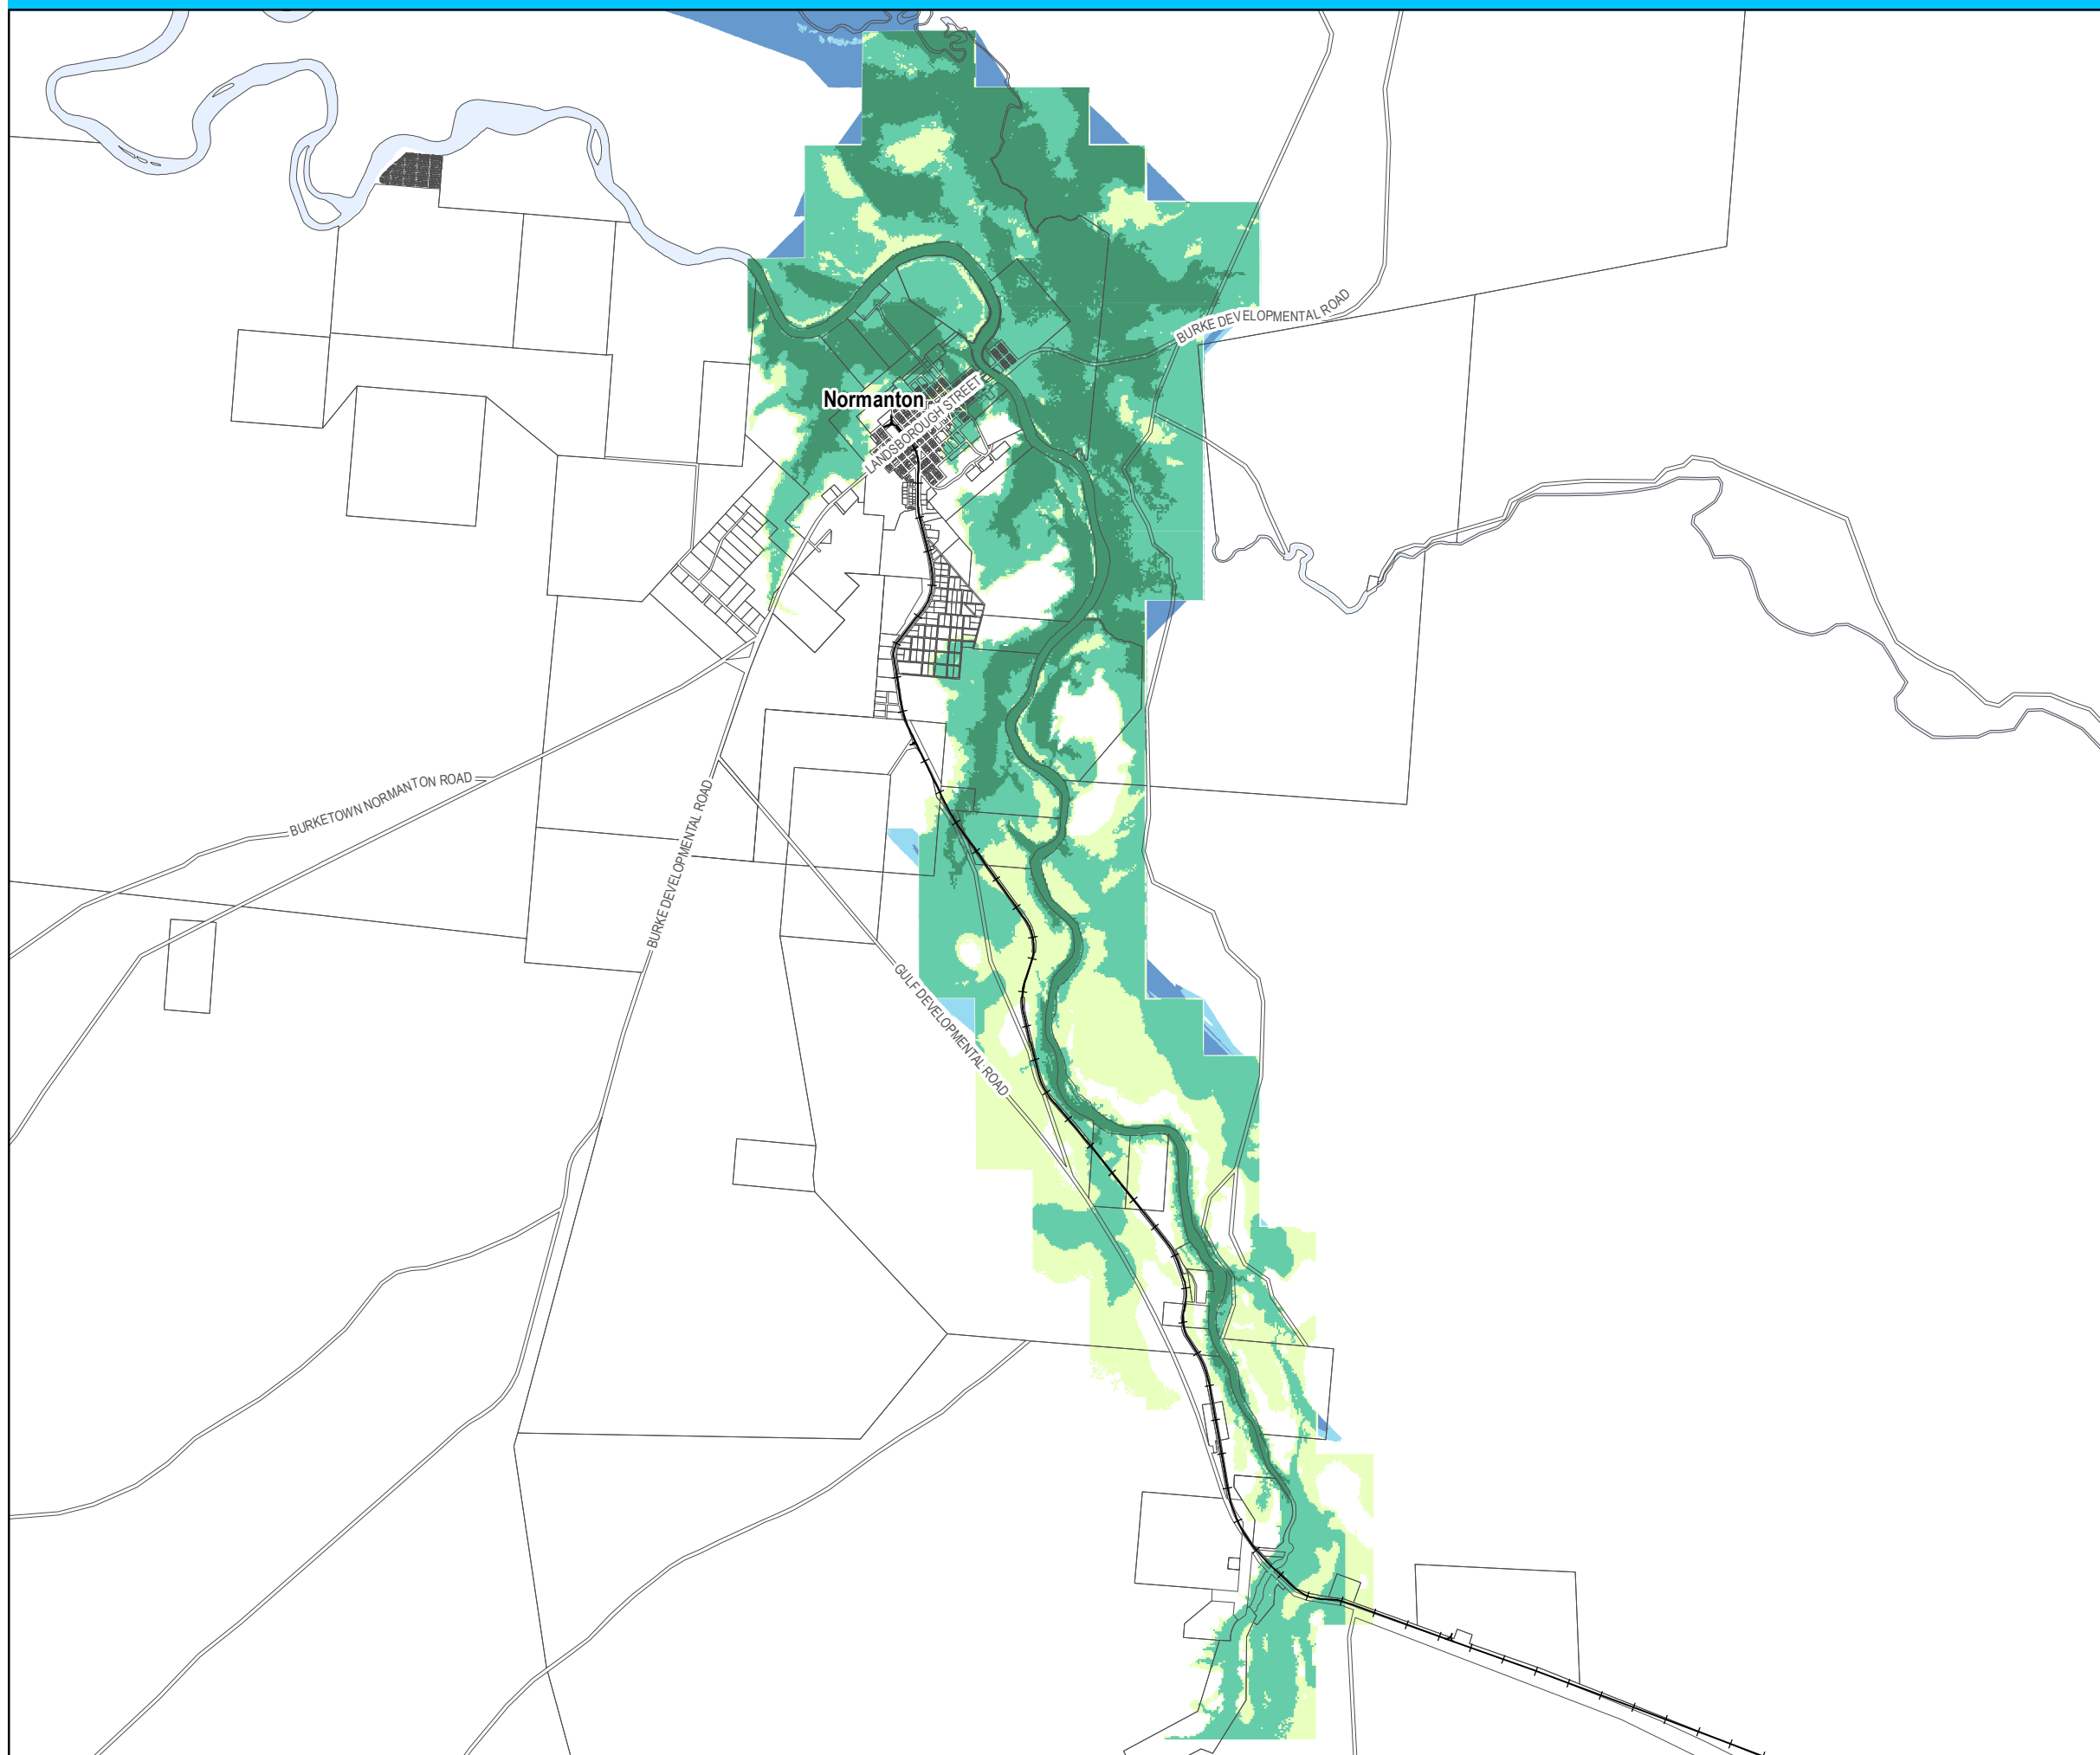 BURKE DEVELOPMENTAL ROAD
Normanton
LANDSBOROUGH STREET
BURKETOWN NORMANTON ROAD
BURKE DEVELOPMENTAL ROAD
GULF DEVELOPMENTAL ROAD